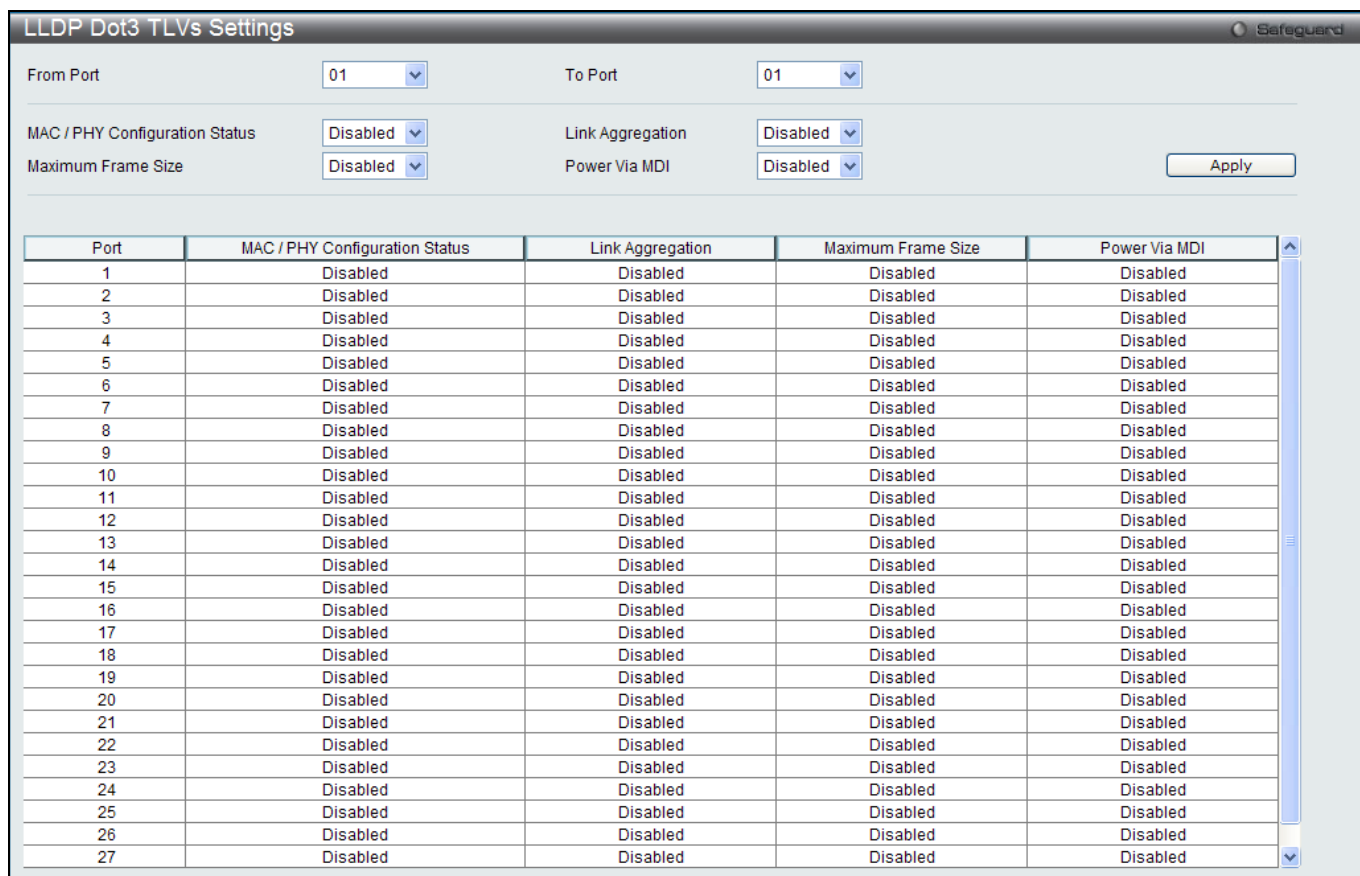 LLDP Dot3 TLVs Settings Safeguard
From Port 01 To Port 01
MAC / PHY Configuration Status Disabled Link Aggregation Disabled
Maximum Frame Size Disabled Power Via MDI Disabled Apply
Port MAC / PHY Configuration Status Link Aggregation Maximum Frame Size Power Via MDI
1 Disabled Disabled Disabled Disabled
2 Disabled Disabled Disabled Disabled
3 Disabled Disabled Disabled Disabled
4 Disabled Disabled Disabled Disabled
5 Disabled Disabled Disabled Disabled
6 Disabled Disabled Disabled Disabled
7 Disabled Disabled Disabled Disabled
8 Disabled Disabled Disabled Disabled
9 Disabled Disabled Disabled Disabled
10 Disabled Disabled Disabled Disabled
11 Disabled Disabled Disabled Disabled
12 Disabled Disabled Disabled Disabled
13 Disabled Disabled Disabled Disabled
14 Disabled Disabled Disabled Disabled
15 Disabled Disabled Disabled Disabled
16 Disabled Disabled Disabled Disabled
17 Disabled Disabled Disabled Disabled
18 Disabled Disabled Disabled Disabled
19 Disabled Disabled Disabled Disabled
20 Disabled Disabled Disabled Disabled
21 Disabled Disabled Disabled Disabled
22 Disabled Disabled Disabled Disabled
23 Disabled Disabled Disabled Disabled
24 Disabled Disabled Disabled Disabled
25 Disabled Disabled Disabled Disabled
26 Disabled Disabled Disabled Disabled
27 Disabled Disabled Disabled Disabled